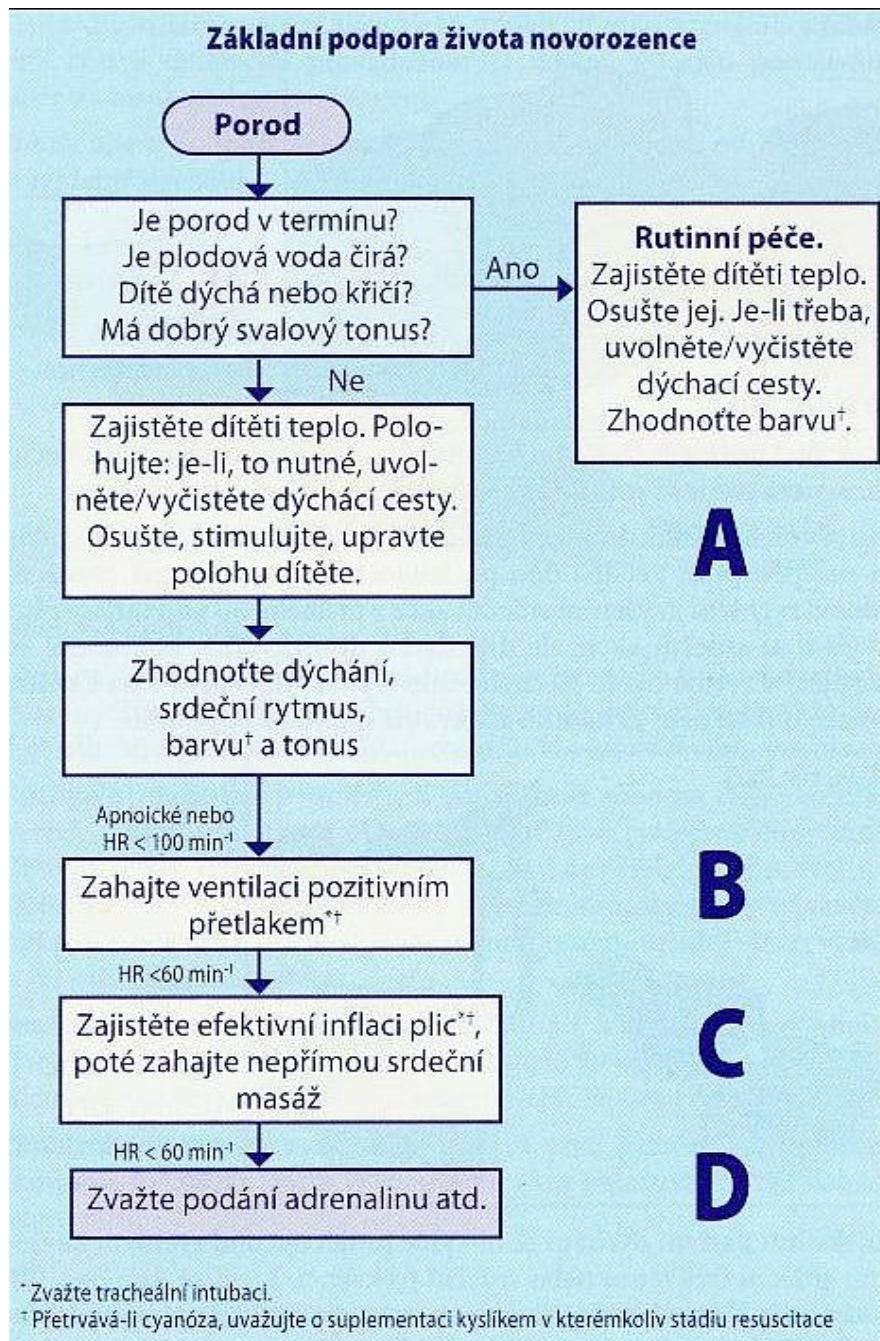 Základní podpora života novorozence
Porod
Je porod v termínu?
Je plodová voda čirá?
Dítě dýchá nebo křičí?
Má dobrý svalový tonus?
Ano
Rutinní péče.
Zajistěte dítěti teplo.
Osušte jej. Je-li třeba,
uvolněte/vyčistěte
dýchací cesty.
Zhodnoťte barvu†.
Ne
Zajistěte dítěti teplo. Polo-
hujte: je-li, to nutné, uvol-
něte/vyčistěte dýchácí cesty.
Osušte, stimulujte, upravte
polohu dítěte.
A
Zhodnoťte dýchání,
srdeční rytmus,
barvu† a tonus
Apnoické nebo
HR < 100 min⁻¹
Zahajte ventilaci pozitivním
přetlakem*†
B
HR <60 min⁻¹
Zajistěte efektivní inflaci plic*†,
poté zahajte nepřímou srdeční
masáž
C
HR < 60 min⁻¹
Zvažte podání adrenalinu atd.
D
* Zvažte tracheální intubaci.
† Přetrvává-li cyanóza, uvažujte o suplementaci kyslíkem v kterémkoliv stádiu resuscitace